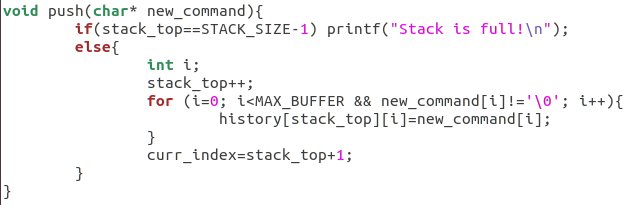 void push(char* new_command){
        if(stack_top==STACK_SIZE-1) printf("Stack is full!\n");
        else{
                int i;
                stack_top++;
                for (i=0; i<MAX_BUFFER && new_command[i]!='\0'; i++){
                        history[stack_top][i]=new_command[i];
                }
                curr_index=stack_top+1;
        }
}